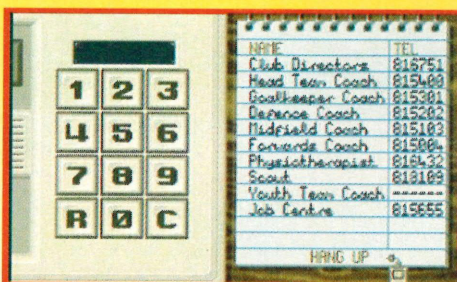 1 2 3
4 5 6
7 8 9
R 0 C
NAME TEL
Club Directors 816751
Head Team Coach 815400
Goalkeeper Coach 815301
Defence Coach 815202
Midfield Coach 815103
Forwards Coach 815004
Physiotherapist 816432
Scout 818109
Youth Team Coach ------
Job Centre 815655
HANG UP